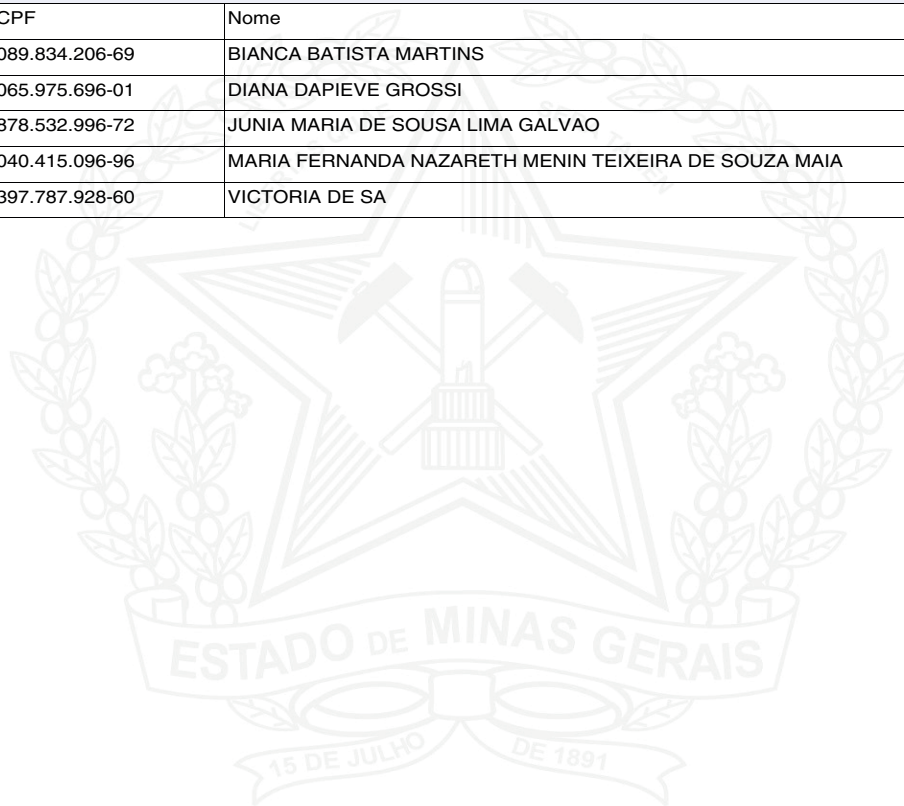 CPF Nome
089.834.206-69 BIANCA BATISTA MARTINS
065.975.696-01 DIANA DAPIEVE GROSSI
878.532.996-72 JUNIA MARIA DE SOUSA LIMA GALVAO
040.415.096-96 MARIA FERNANDA NAZARETH MENIN TEIXEIRA DE SOUZA MAIA
397.787.928-60 VICTORIA DE SA
ESTADO DE MINAS GERAIS
15 DE JULHO DE 1891